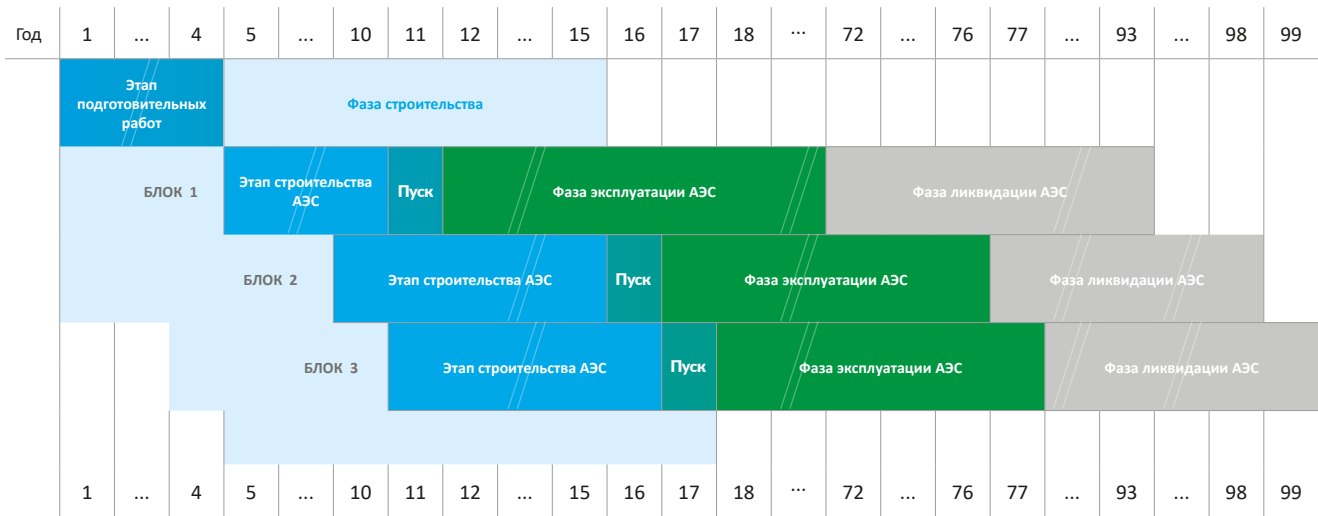 Год 1 ... 4 5 ... 10 11 12 ... 15 16 17 18 ... 72 ... 76 77 ... 93 ... 98 99
Этап
подготовительных
работ
Фаза строительства
БЛОК 1
Этап строительства
АЭС
Пуск
Фаза эксплуатации АЭС
Фаза ликвидации АЭС
БЛОК 2
Этап строительства АЭС
Пуск
Фаза эксплуатации АЭС
Фаза ликвидации АЭС
БЛОК 3
Этап строительства АЭС
Пуск
Фаза эксплуатации АЭС
Фаза ликвидации АЭС
1 ... 4 5 ... 10 11 12 ... 15 16 17 18 ... 72 ... 76 77 ... 93 ... 98 99